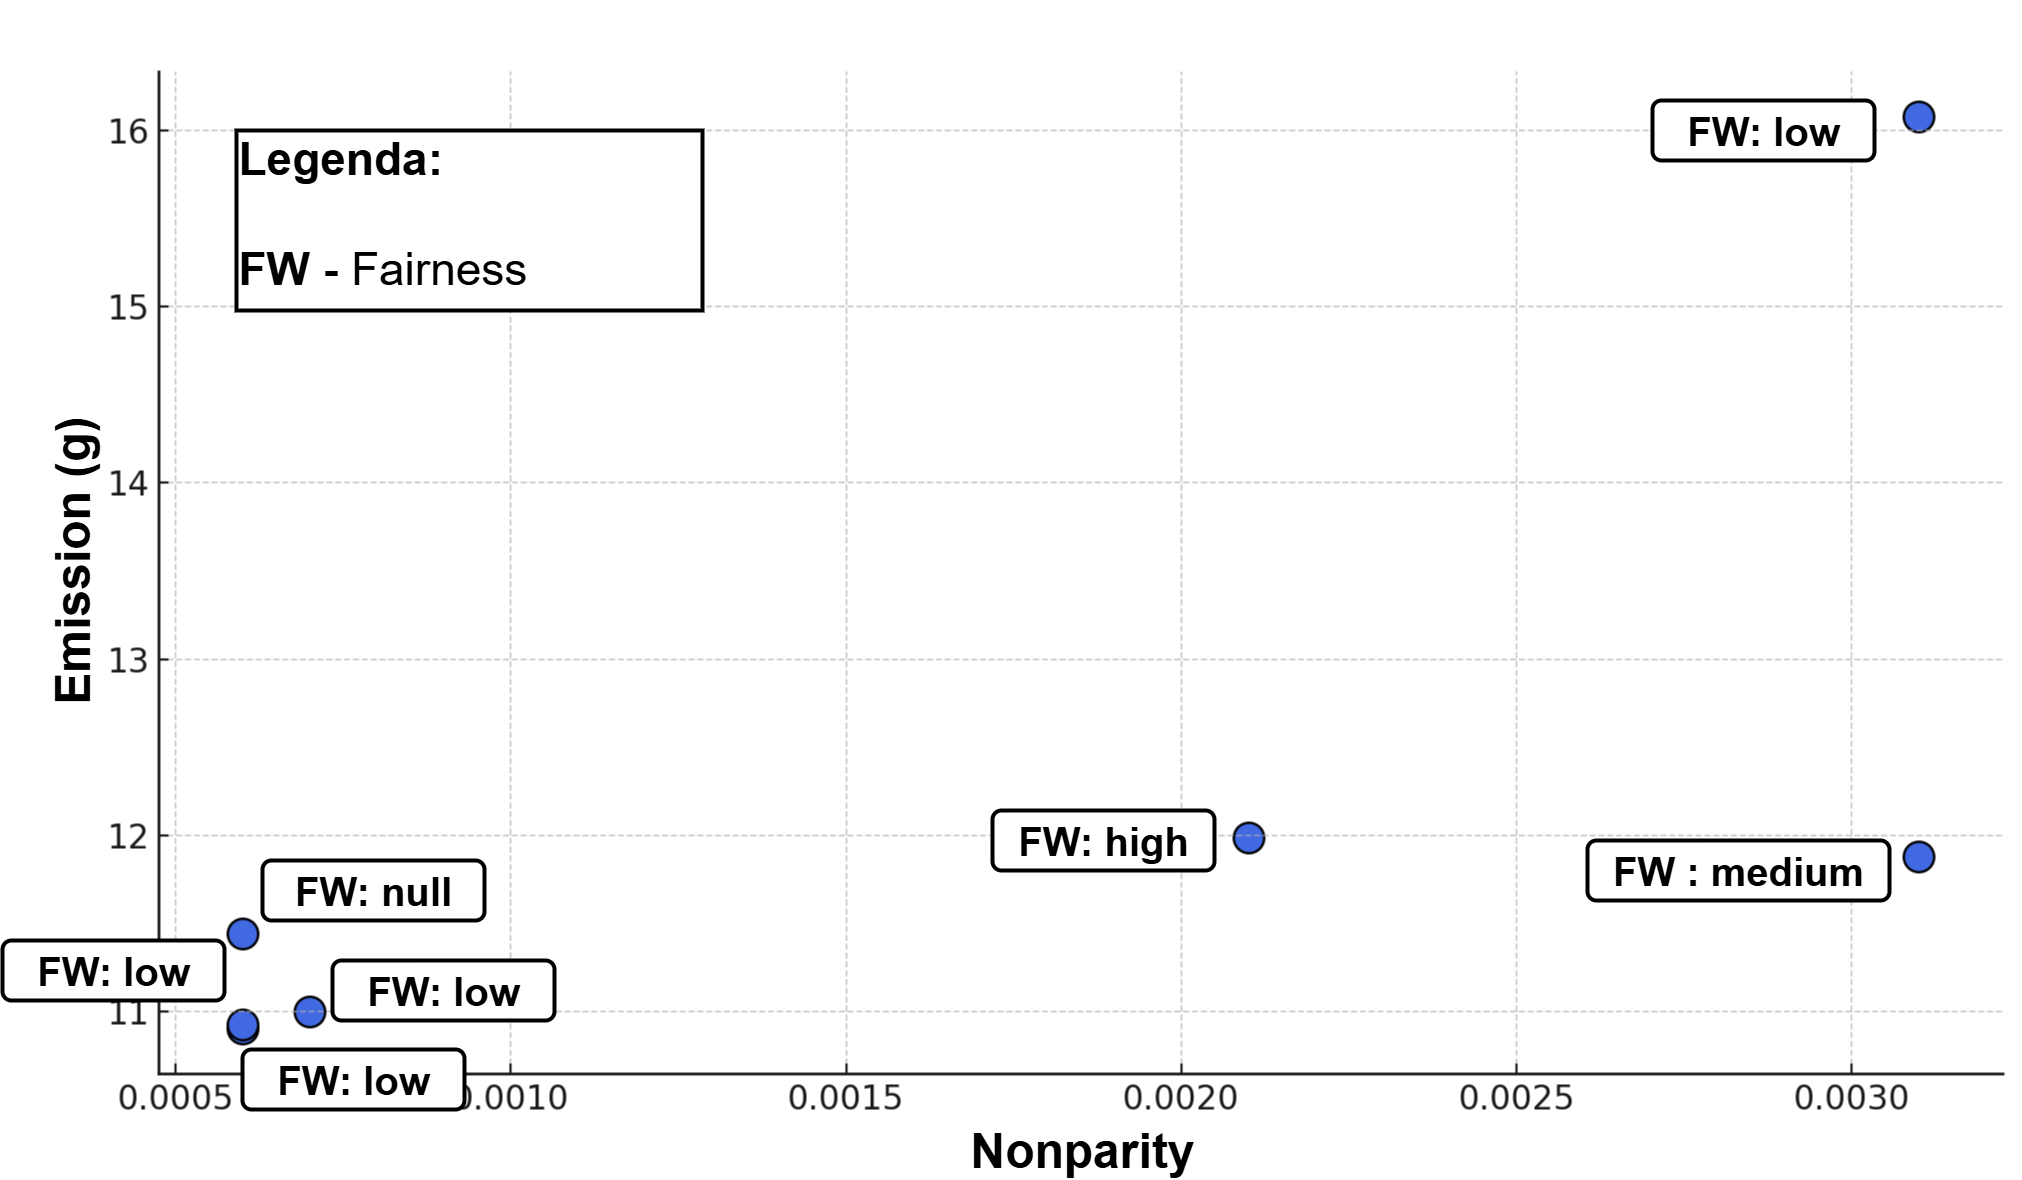 16
FW: low
Legenda:
FW - Fairness
15
Emission (g)
14
13
12
FW: high
FW : medium
FW: null
FW: low
FW: low
11
FW: low
0.0005
0.0010
0.0015
0.0020
0.0025
0.0030
Nonparity